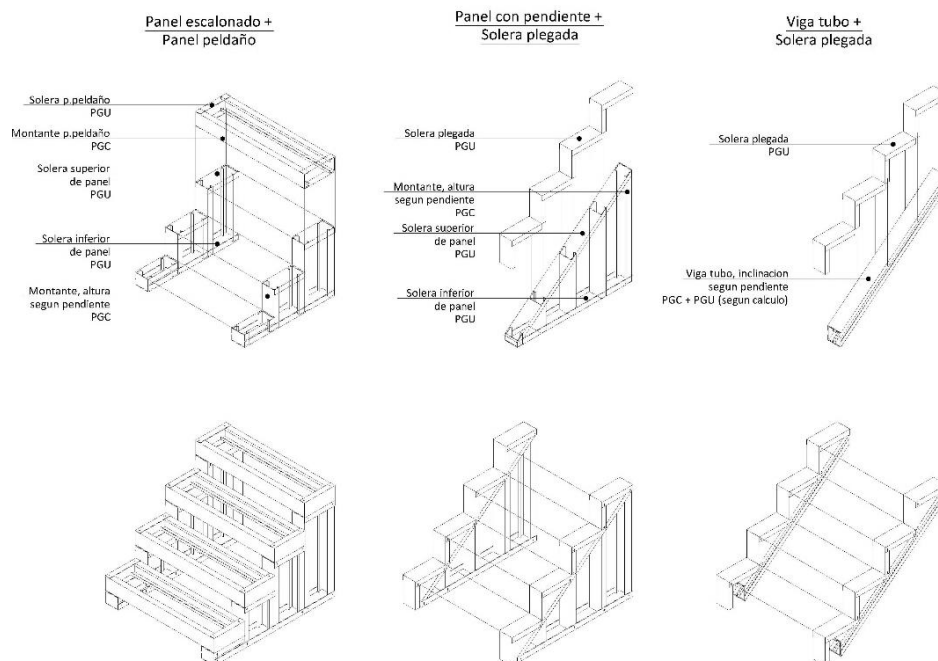 Panel escalonado +
Panel peldaño
Solera p.peldaño
PGU
Montante p.peldaño
PGC
Solera superior
de panel
PGU
Solera inferior
de panel
PGU
Montante, altura
segun pendiente
PGC
Panel con pendiente +
Solera plegada
Solera plegada
PGU
Montante, altura
segun pendiente
PGC
Solera superior
de panel
PGU
Solera inferior
de panel
PGU
Viga tubo +
Solera plegada
Solera plegada
PGU
Viga tubo, inclinacion
segun pendiente
PGC + PGU (segun calculo)